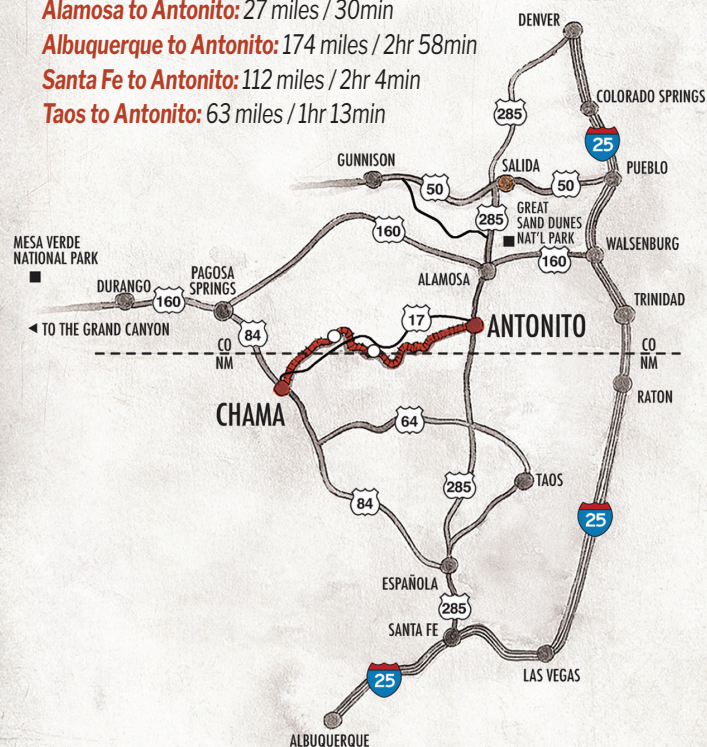 Alamosa to Antonito: 27 miles / 30min
Albuquerque to Antonito: 174 miles / 2hr 58min
Santa Fe to Antonito: 112 miles / 2hr 4min
Taos to Antonito: 63 miles / 1hr 13min
DENVER
285
COLORADO SPRINGS
25
GUNNISON
50
SALIDA
50
PUEBLO
285
GREAT
SAND DUNES
NAT'L PARK
160
MESA VERDE
NATIONAL PARK
ALAMOSA
160
WALSENBURG
DURANGO
160
PAGOSA
SPRINGS
TRINIDAD
TO THE GRAND CANYON
84
17
ANTONITO
CO
NM
CO
NM
CHAMA
RATON
64
285
TAOS
84
25
ESPAÑOLA
285
SANTA FE
25
LAS VEGAS
ALBUQUERQUE